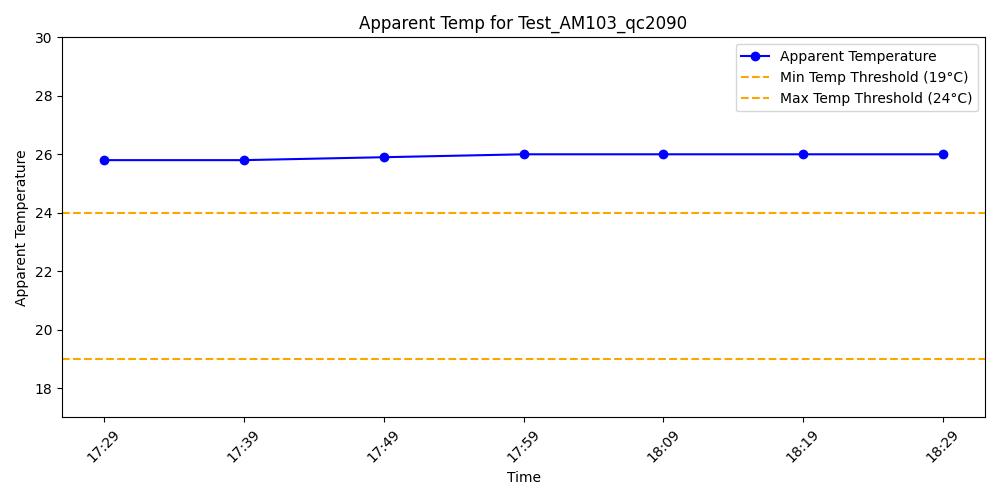 Apparent Temp for Test_AM103_qc2090
Apparent Temperature
Min Temp Threshold (19°C)
Max Temp Threshold (24°C)
Apparent Temperature
30
28
26
24
22
20
18
17:29
17:39
17:49
17:59
18:09
18:19
18:29
Time